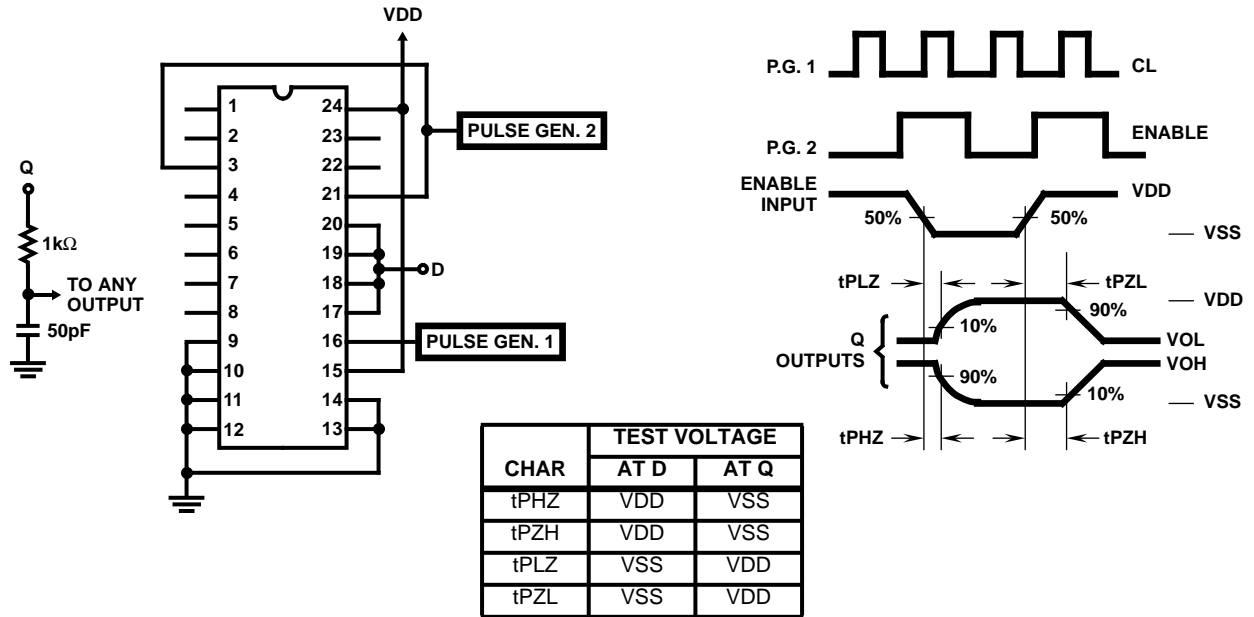 VDD
1 24
2 23
3 22
4 21
5 20
6 19
7 18
8 17
9 16
10 15
11 14
12 13
PULSE GEN. 2
D
PULSE GEN. 1
Q
1kΩ
TO ANY
OUTPUT
50pF
P.G. 1
CL
P.G. 2
ENABLE
ENABLE
INPUT
50%
50%
VDD
VSS
tPLZ
tPZL
VDD
10%
90%
Q
OUTPUTS
VOL
VOH
90%
10%
VSS
tPHZ
tPZH
CHAR TEST VOLTAGE
AT D AT Q
tPHZ VDD VSS
tPZH VDD VSS
tPLZ VSS VDD
tPZL VSS VDD